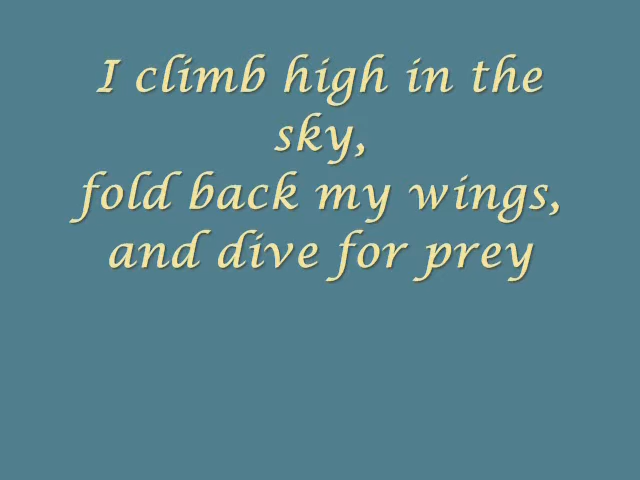 I climb high in the
sky,
fold back my wings,
and dive for prey